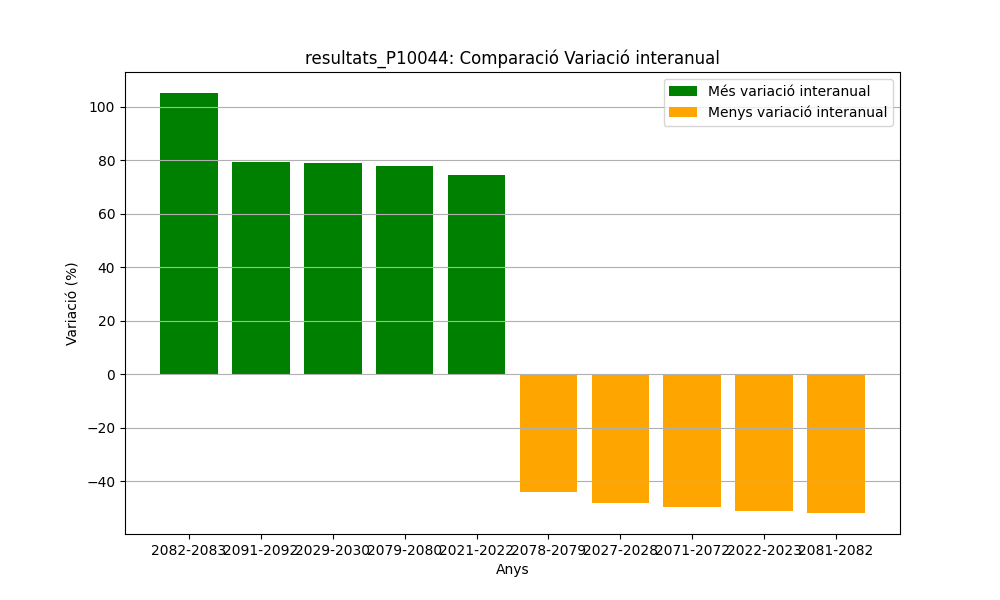 resultats_P10044: Comparació Variació interanual
Més variació interanual
Menys variació interanual
Variació (%)
100
80
60
40
20
0
−20
−40
2082-2083 2091-2092 2029-2030 2079-2080 2021-2022 2078-2079 2027-2028 2071-2072 2022-2023 2081-2082
Anys